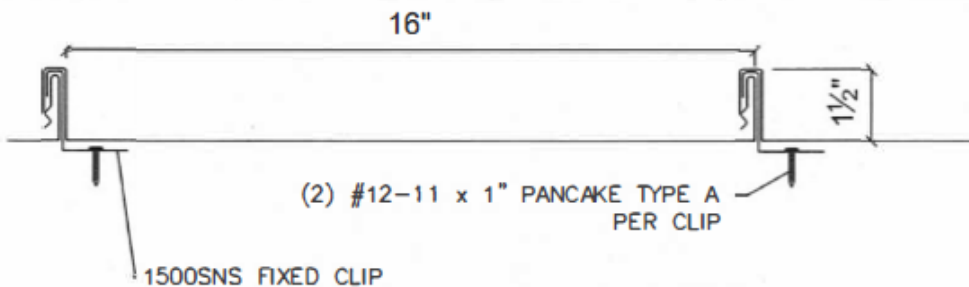 16"
1½"
(2) #12-11 x 1" PANCAKE TYPE A
PER CLIP
1500SNS FIXED CLIP